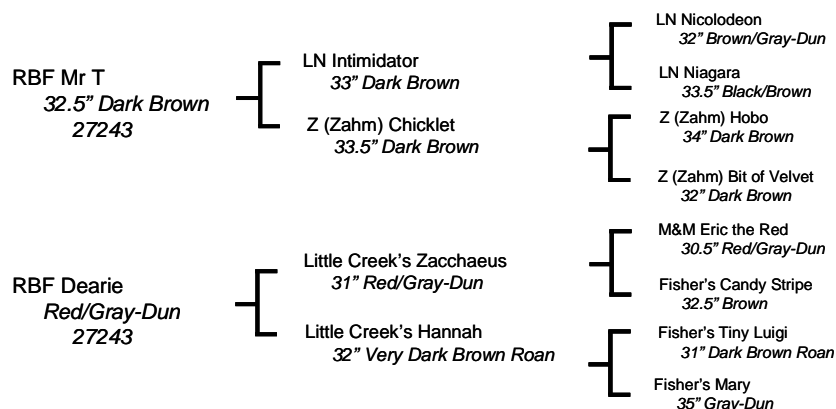 RBF Mr T
32.5” Dark Brown
27243
LN Intimidator
33” Dark Brown
Z (Zahm) Chicklet
33.5” Dark Brown
LN Nicolodeon
32” Brown/Gray-Dun
LN Niagara
33.5” Black/Brown
Z (Zahm) Hobo
34” Dark Brown
Z (Zahm) Bit of Velvet
32” Dark Brown
RBF Dearie
Red/Gray-Dun
27243
Little Creek’s Zacchaeus
31” Red/Gray-Dun
Little Creek’s Hannah
32” Very Dark Brown Roan
M&M Eric the Red
30.5” Red/Gray-Dun
Fisher’s Candy Stripe
32.5” Brown
Fisher’s Tiny Luigi
31” Dark Brown Roan
Fisher’s Mary
35” Gray-Dun